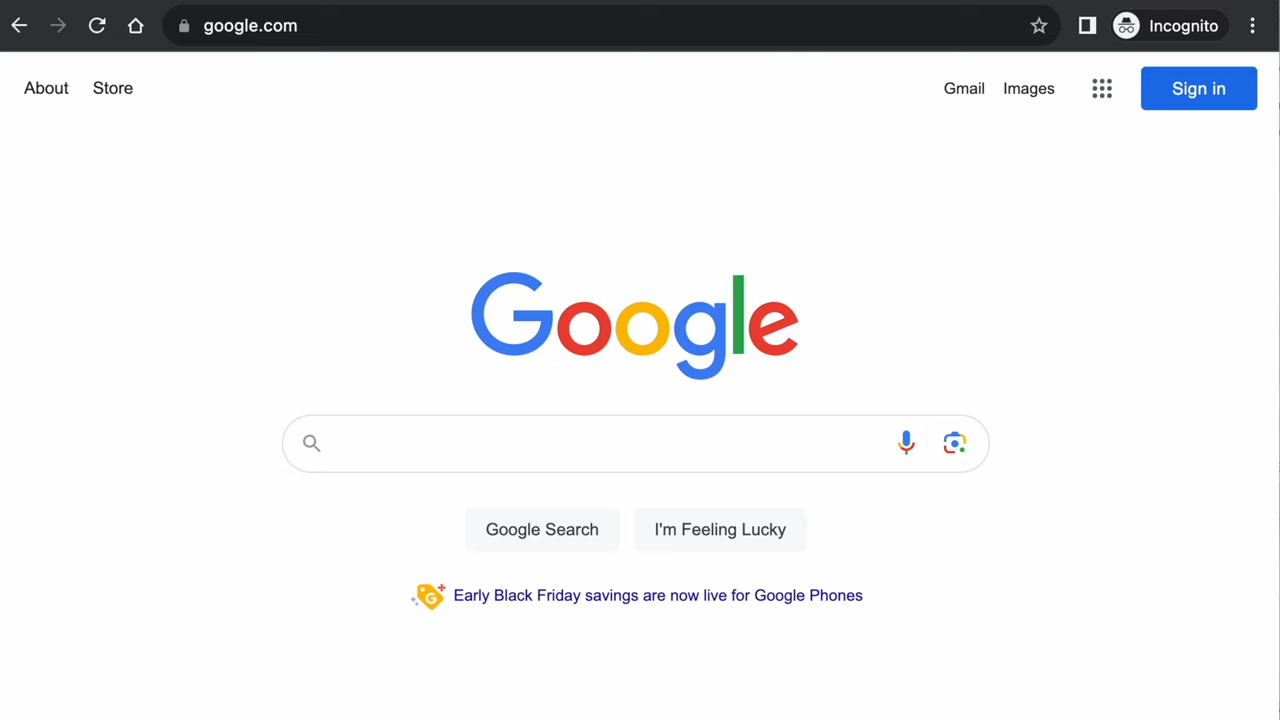 google.com
Incognito
About Store Gmail Images Sign in
Google
Google Search I'm Feeling Lucky
G Early Black Friday savings are now live for Google Phones